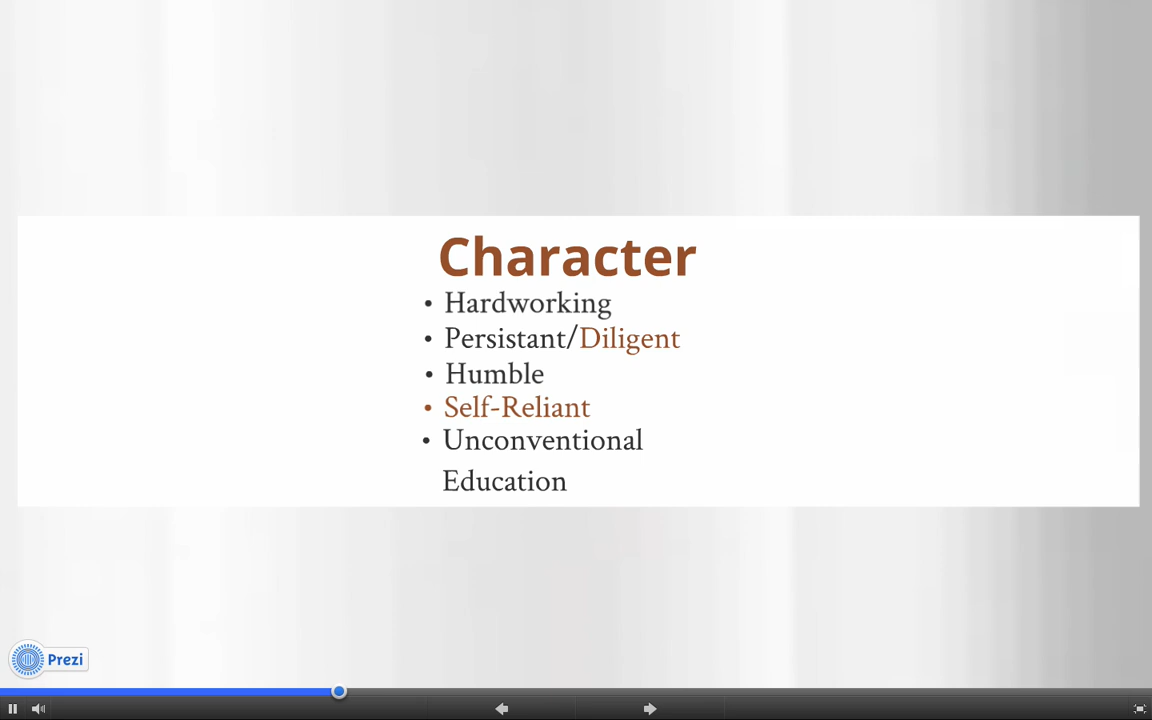 Character
• Hardworking
• Persistant/Diligent
• Humble
• Self-Reliant
• Unconventional
Education
Prezi